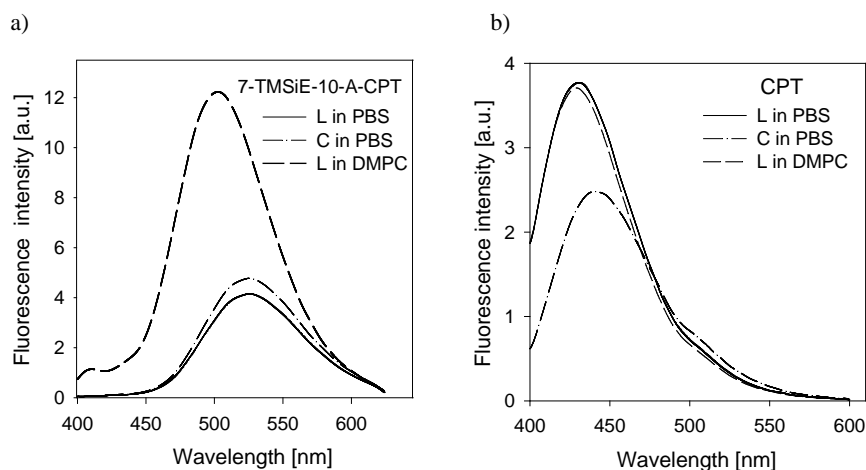 a)
7-TMSiE-10-A-CPT
L in PBS
C in PBS
L in DMPC
Fluorescence intensity [a.u.]
12
10
8
6
4
2
0
400 450 500 550 600
Wavelength [nm]
b)
CPT
L in PBS
C in PBS
L in DMPC
Fluorescence intensity [a.u.]
4
3
2
1
0
400 450 500 550 600
Wavelength [nm]